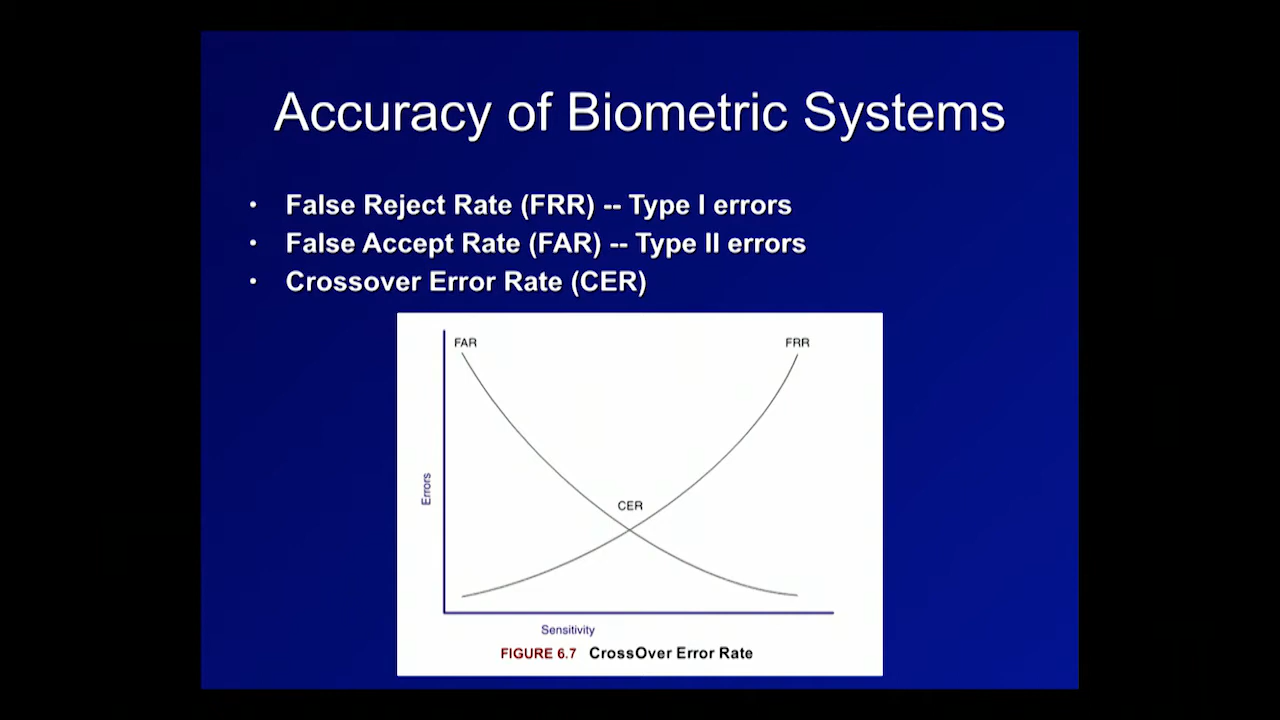 Accuracy of Biometric Systems
• False Reject Rate (FRR) -- Type I errors
• False Accept Rate (FAR) -- Type II errors
• Crossover Error Rate (CER)
FAR
FRR
CER
Errors
Sensitivity
FIGURE 6.7 CrossOver Error Rate